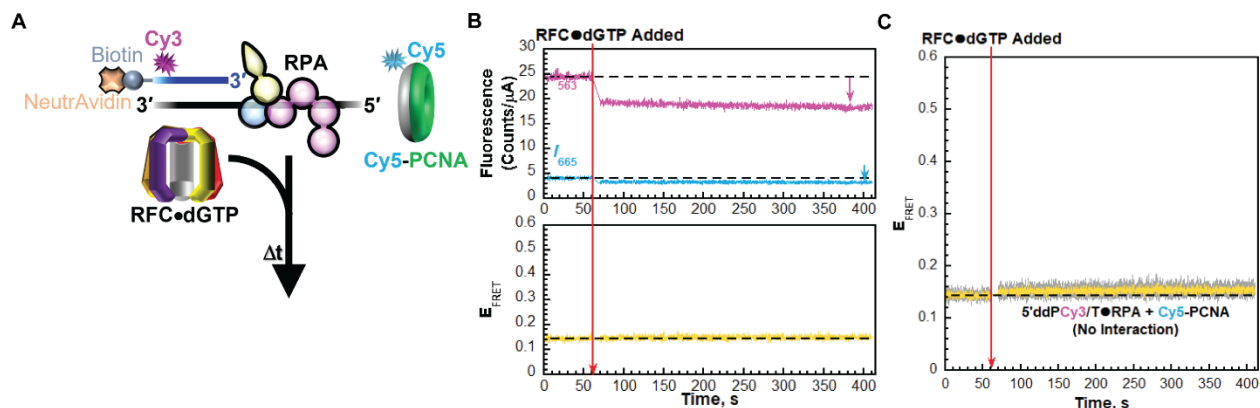 A
Biotin
Cy3
NeutrAvidin
3′
3′
RPA
5′
Cy5
Cy5-PCNA
RFC●dGTP
Δt
B
RFC●dGTP Added
Fluorescence
(Counts/µA)
30
25
20
15
10
5
0
563
I665
0 50 100 150 200 250 300 350 400
EFRET
0.6
0.5
0.4
0.3
0.2
0.1
0
0 50 100 150 200 250 300 350 400
Time, s
C
RFC●dGTP Added
EFRET
0.6
0.5
0.4
0.3
0.2
0.1
0
5'ddPCy3/T●RPA + Cy5-PCNA
(No Interaction)
0 50 100 150 200 250 300 350 400
Time, s